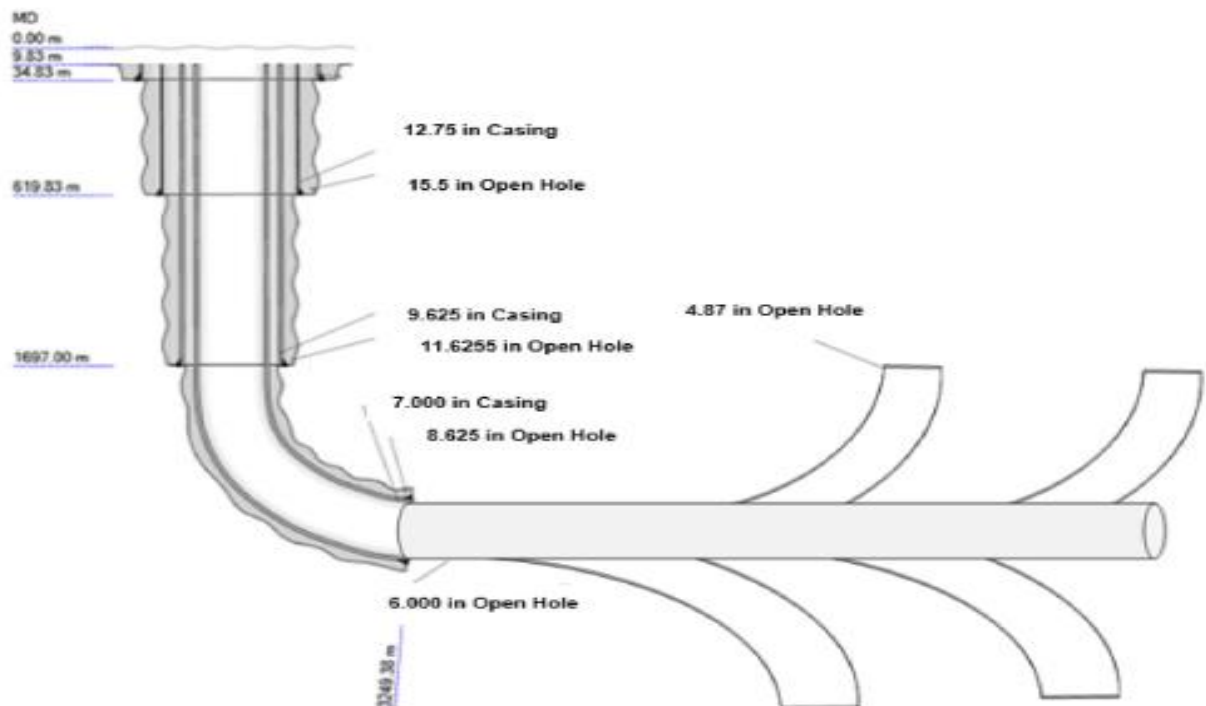 MD
0.00 m
9.83 m
34.83 m
12.75 in Casing
15.5 in Open Hole
619.83 m
9.625 in Casing
4.87 in Open Hole
11.6255 in Open Hole
1697.00 m
7.000 in Casing
8.625 in Open Hole
6.000 in Open Hole
3249.38 m